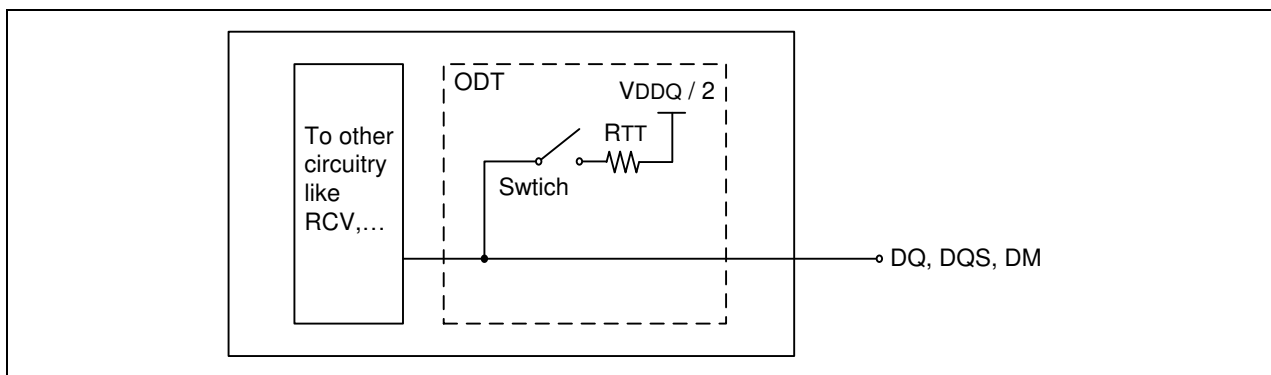 ODT
VDDQ / 2
RTT
Swtich
To other
circuitry
like
RCV,…
DQ, DQS, DM